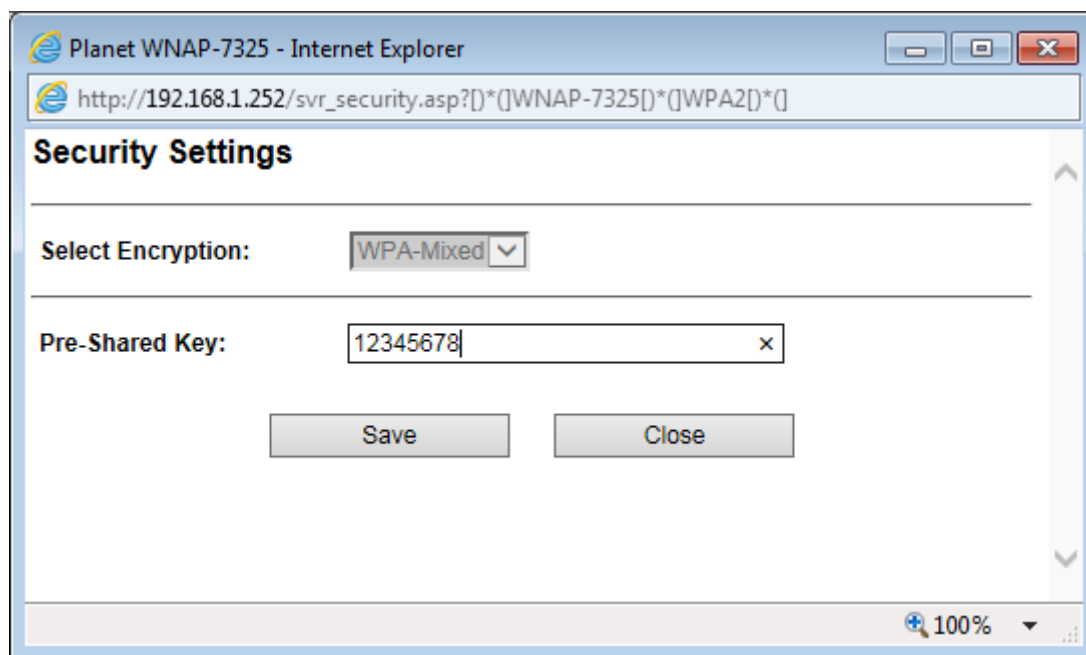 Planet WNAP-7325 - Internet Explorer
http://192.168.1.252/svr_security.asp?[)*(]WNAP-7325[)*(]WPA2[)*(]
Security Settings
Select Encryption: WPA-Mixed
Pre-Shared Key: 12345678 ×
Save Close
100%